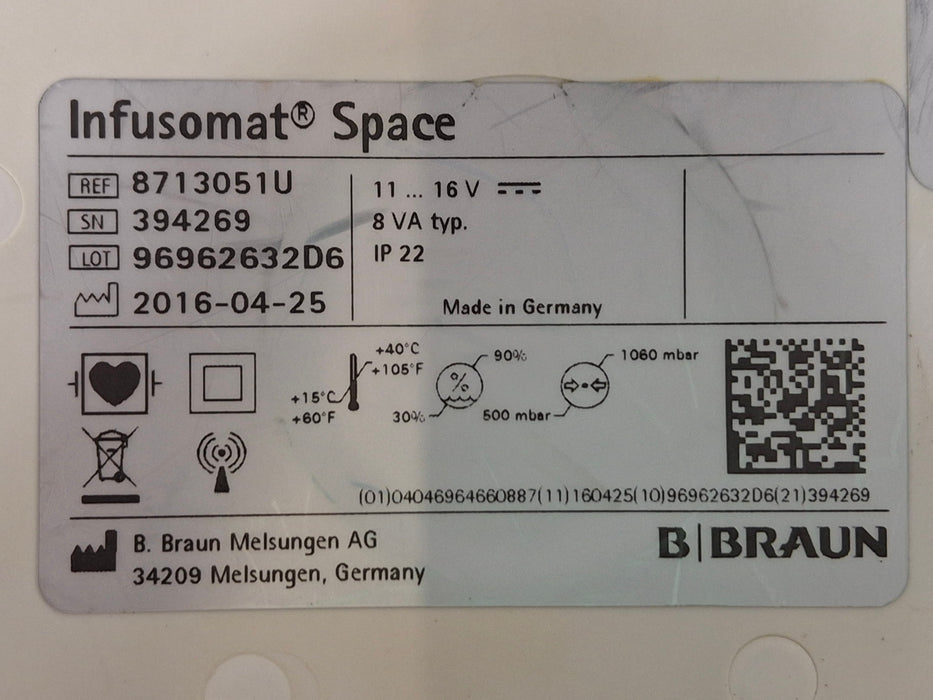 Infusomat® Space
REF 8713051U
SN 394269
LOT 96962632D6
2016-04-25
11 ... 16 V
8 VA typ.
IP 22
Made in Germany
+40°C
+105°F
+15°C
+60°F
90%
%
30%
1060 mbar
500 mbar
(01)04046964660887(11)160425(10)96962632D6(21)394269
B. Braun Melsungen AG
34209 Melsungen, Germany
B|BRAUN